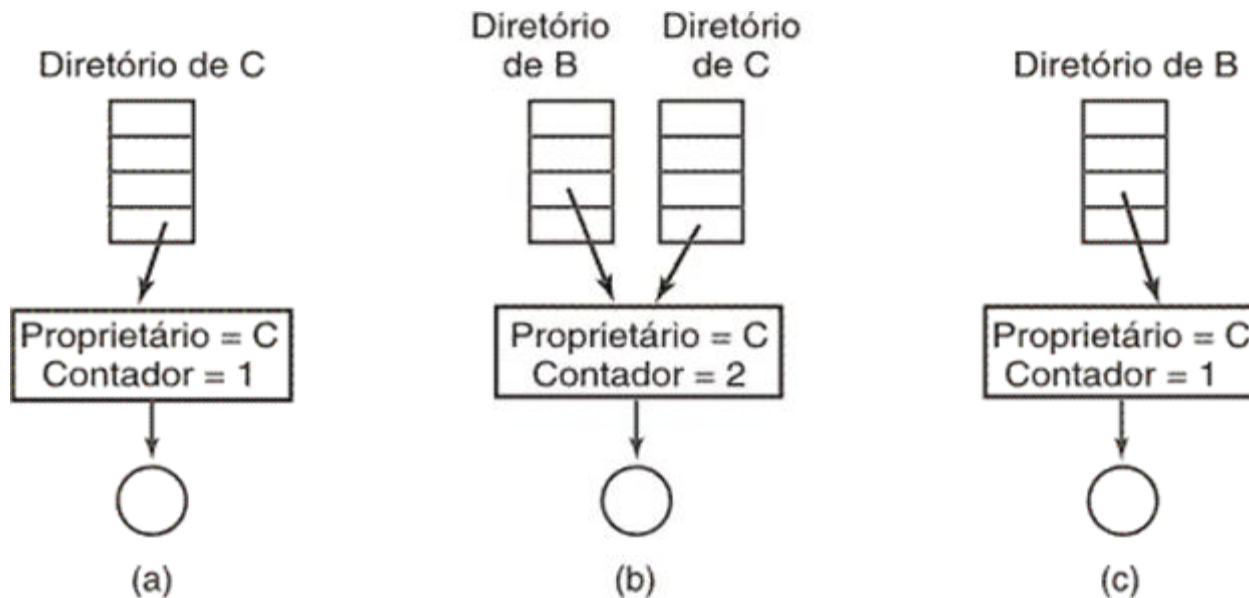 Diretório de C
Proprietário = C
Contador = 1
(a)
Diretório
de B
Diretório
de C
Proprietário = C
Contador = 2
(b)
Diretório de B
Proprietário = C
Contador = 1
(c)